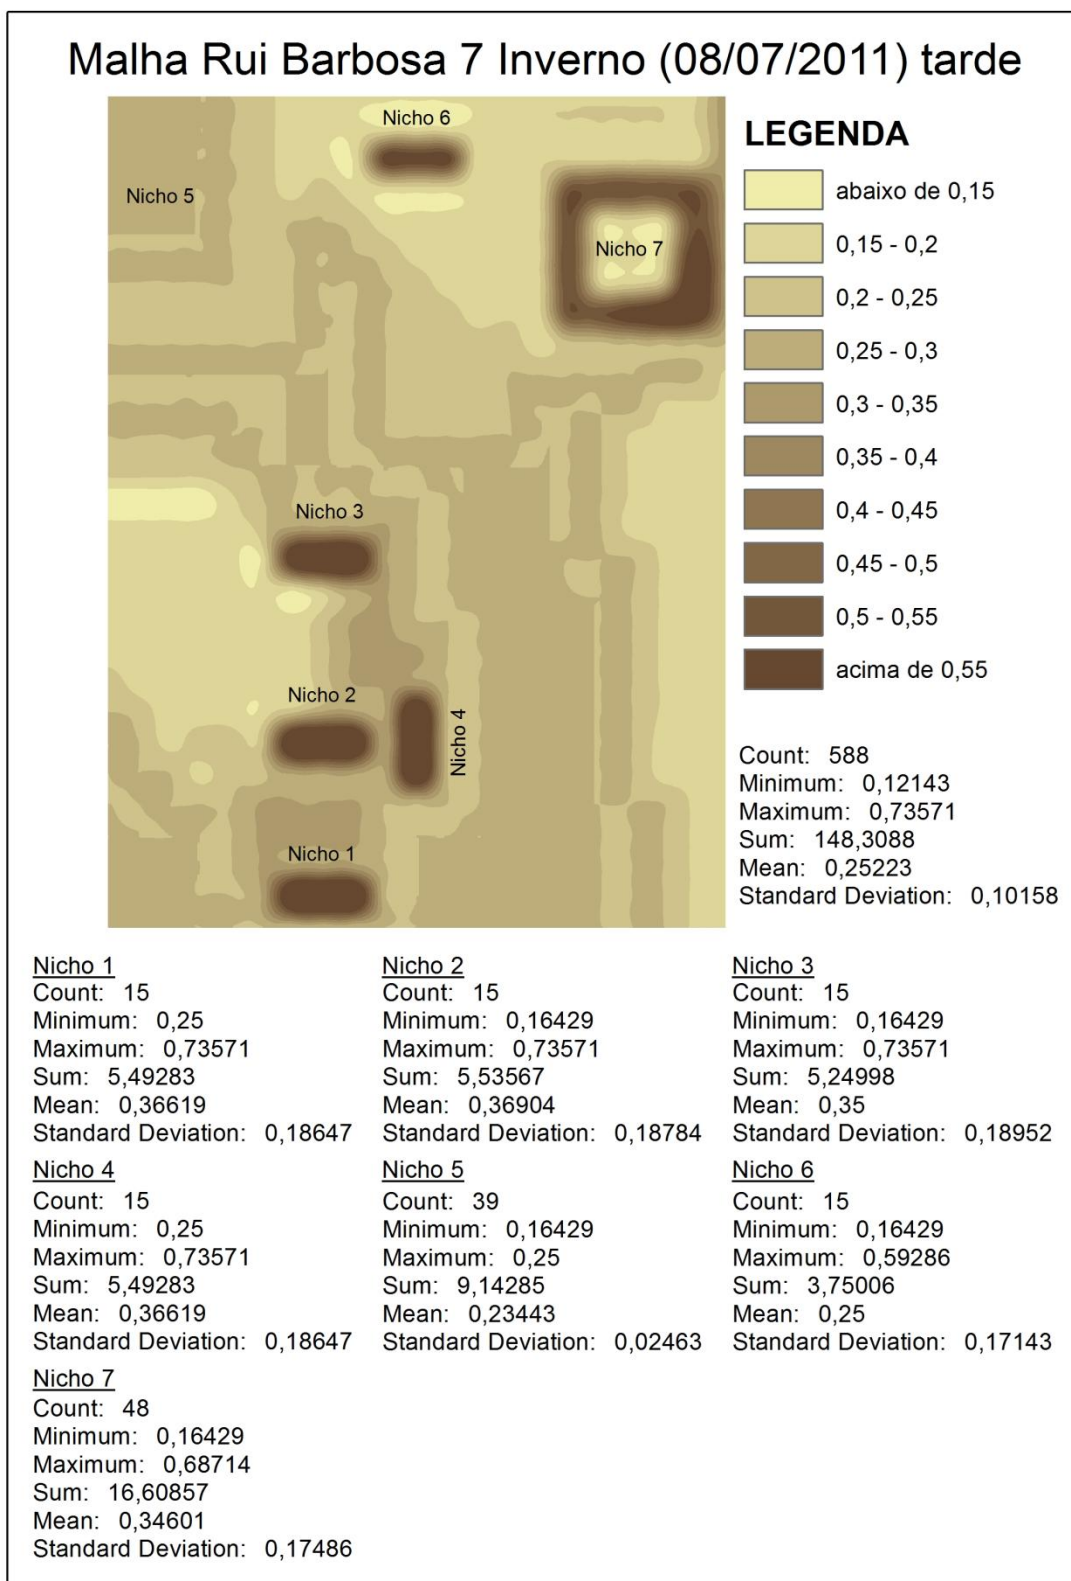 Malha Rui Barbosa 7 Inverno (08/07/2011) tarde
Nicho 6
Nicho 5
Nicho 7
Nicho 3
Nicho 2
Nicho 4
Nicho 1
LEGENDA
abaixo de 0,15
0,15 - 0,2
0,2 - 0,25
0,25 - 0,3
0,3 - 0,35
0,35 - 0,4
0,4 - 0,45
0,45 - 0,5
0,5 - 0,55
acima de 0,55
Count: 588
Minimum: 0,12143
Maximum: 0,73571
Sum: 148,3088
Mean: 0,25223
Standard Deviation: 0,10158
Nicho 1
Count: 15
Minimum: 0,25
Maximum: 0,73571
Sum: 5,49283
Mean: 0,36619
Standard Deviation: 0,18647
Nicho 2
Count: 15
Minimum: 0,16429
Maximum: 0,73571
Sum: 5,53567
Mean: 0,36904
Standard Deviation: 0,18784
Nicho 3
Count: 15
Minimum: 0,16429
Maximum: 0,73571
Sum: 5,24998
Mean: 0,35
Standard Deviation: 0,18952
Nicho 4
Count: 15
Minimum: 0,25
Maximum: 0,73571
Sum: 5,49283
Mean: 0,36619
Standard Deviation: 0,18647
Nicho 5
Count: 39
Minimum: 0,16429
Maximum: 0,25
Sum: 9,14285
Mean: 0,23443
Standard Deviation: 0,02463
Nicho 6
Count: 15
Minimum: 0,16429
Maximum: 0,59286
Sum: 3,75006
Mean: 0,25
Standard Deviation: 0,17143
Nicho 7
Count: 48
Minimum: 0,16429
Maximum: 0,68714
Sum: 16,60857
Mean: 0,34601
Standard Deviation: 0,17486